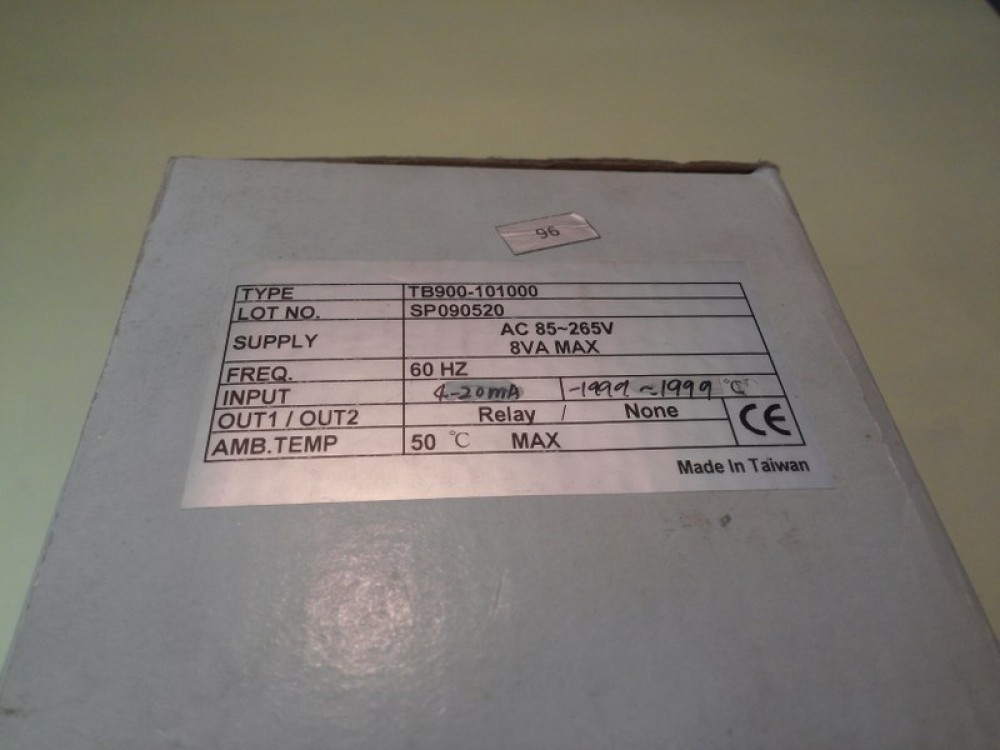 96
TYPE TB900-101000
LOT NO. SP090520
SUPPLY AC 85~265V
8VA MAX
FREQ. 60 HZ
INPUT 4-20mA -1999 ~ 1999 °C
OUT1 / OUT2 Relay / None
CE
AMB.TEMP 50 °C MAX
Made In Taiwan